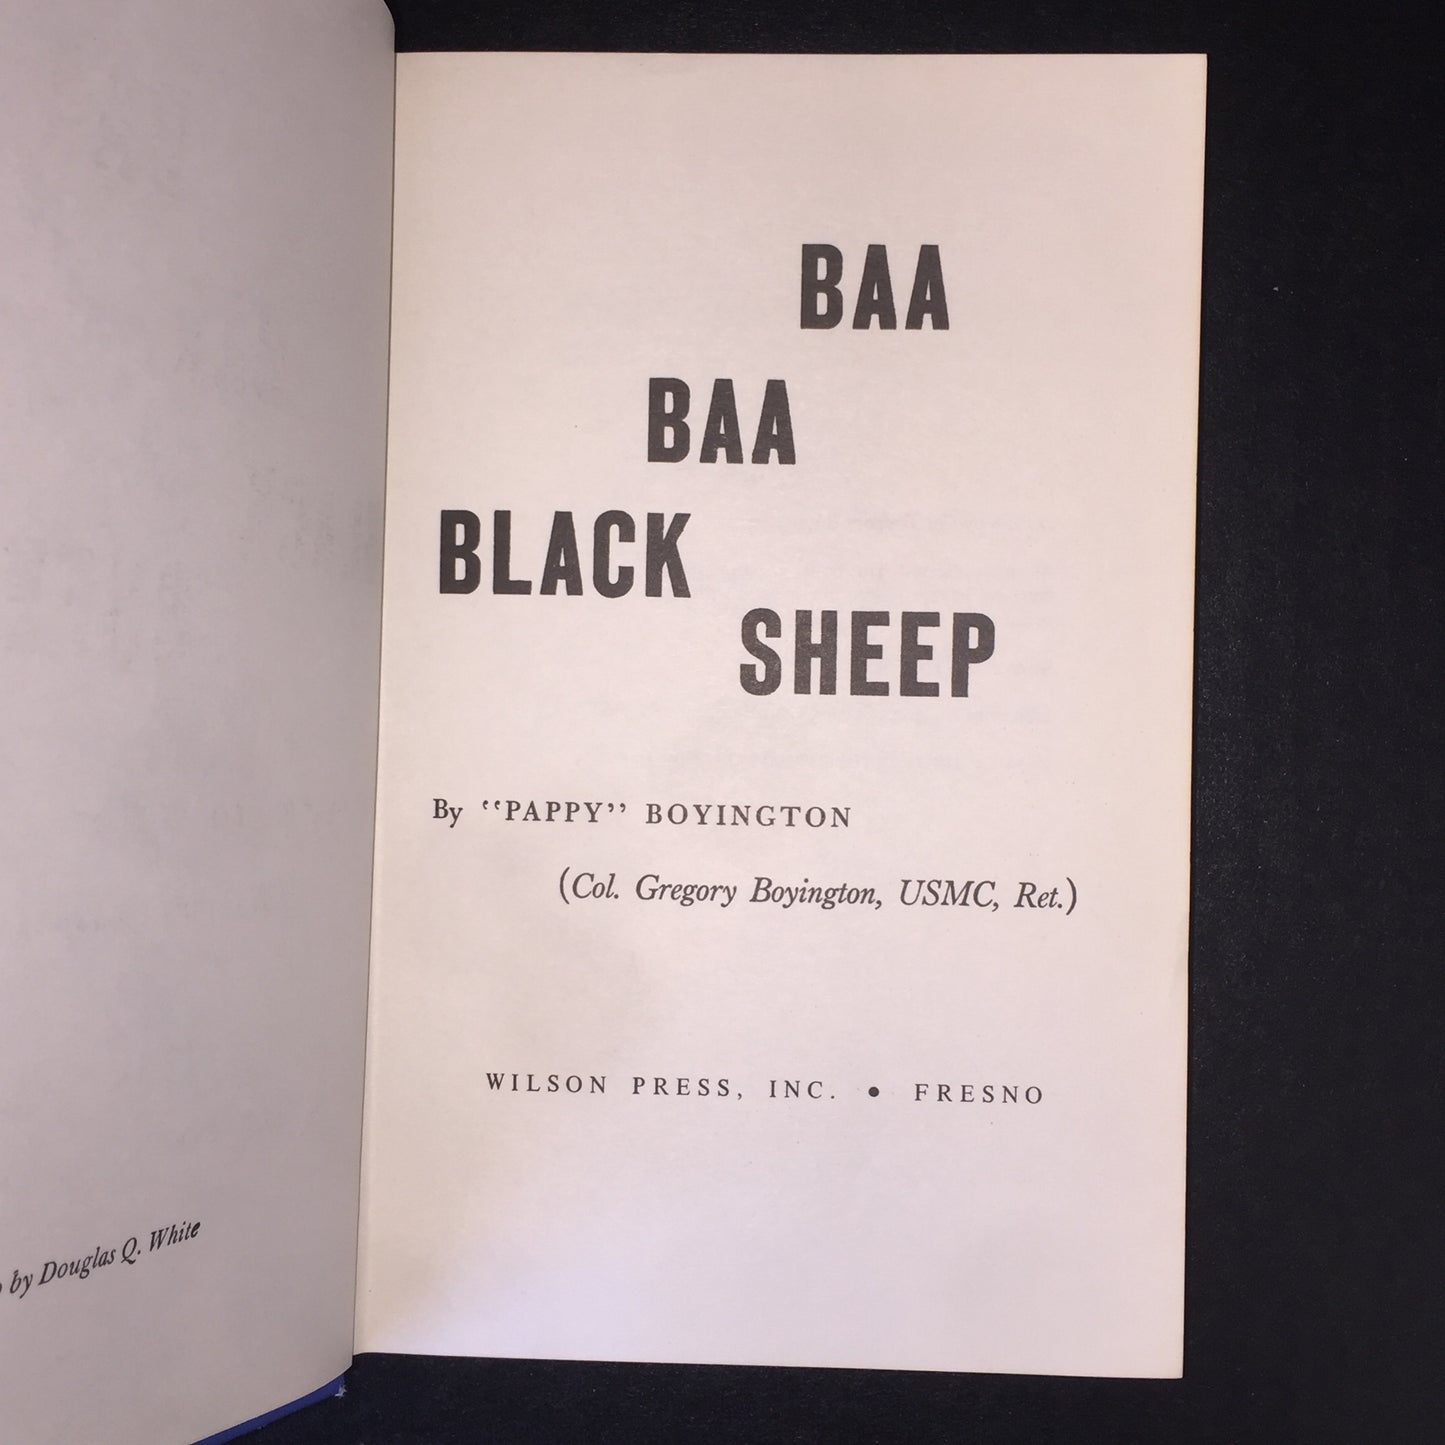 BAA
BAA
BLACK
SHEEP
By “PAPPY” BOYINGTON
(Col. Gregory Boyington, USMC, Ret.)
WILSON PRESS, INC. • FRESNO
by Douglas Q. White